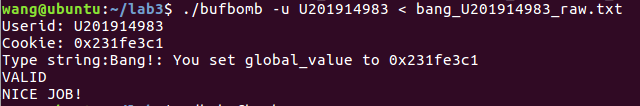 wang@ubuntu:~/lab3$ ./bufbomb -u U201914983 < bang_U201914983_raw.txt
Userid: U201914983
Cookie: 0x231fe3c1
Type string:Bang!: You set global_value to 0x231fe3c1
VALID
NICE JOB!